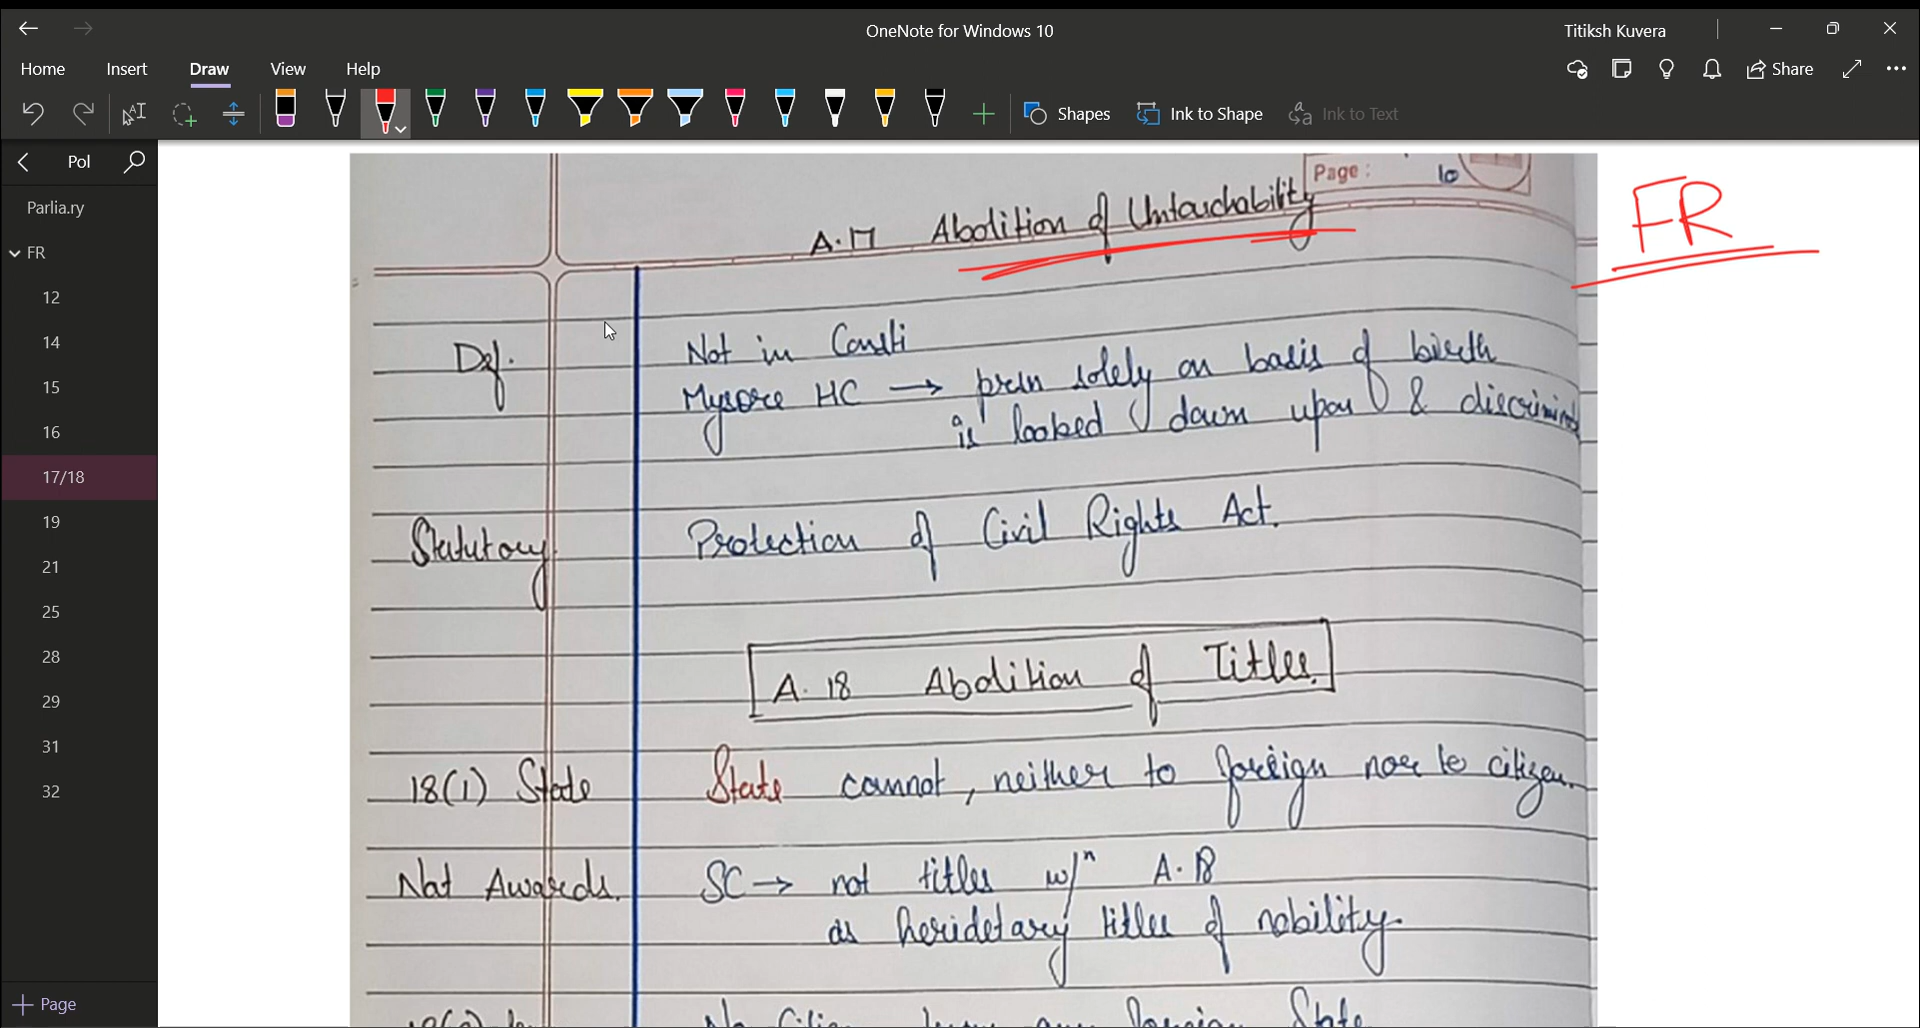 OneNote for Windows 10
Titiksh Kuvera
Home Insert Draw View Help
Share
Shapes
Ink to Shape
Ink to Text
Pol
Parlia.ry
FR
12
14
15
16
17/18
19
21
25
28
29
31
32
Page
Page: 10
FR
A.17 Abolition of Untouchability
Def. Not in Consti
Mysore HC → prsn solely on basis of birth
is looked down upon & discrimin
Statutory Protection of Civil Rights Act.
A. 18 Abolition of Titles.
18(1) State State cannot, neither to foreign nor to citizen.
Nat Awards. SC → not titles w/n A.18
as heridetary titles of nobility.
State